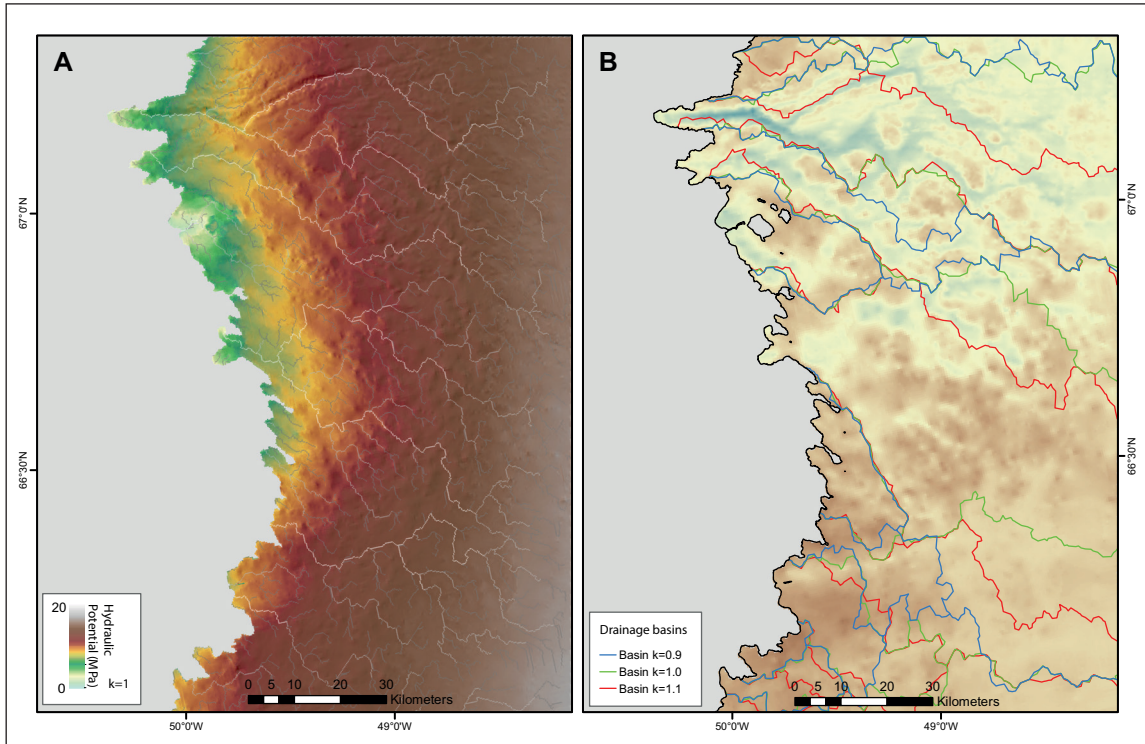 A
B
67°0'N
67°0'N
66°30'N
66°30'N
20
0
Hydraulic
Potential (MPa)
k=1
0 5 10 20 30
Kilometers
Drainage basins
Basin k=0.9
Basin k=1.0
Basin k=1.1
0 5 10 20 30
Kilometers
50°0'W
49°0'W
50°0'W
49°0'W